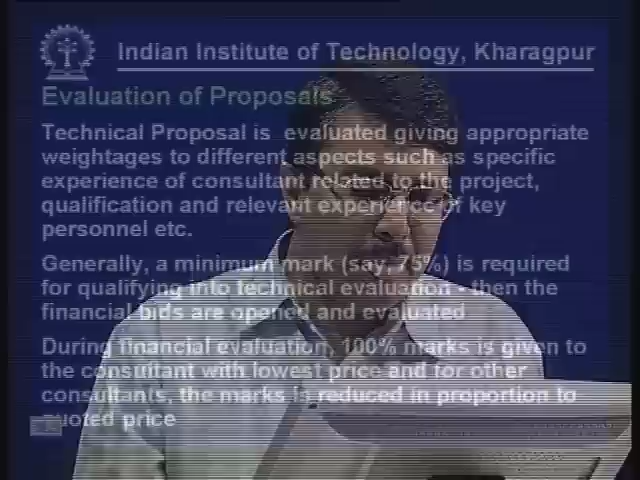 Indian Institute of Technology, Kharagpur
Evaluation of Proposals
Technical Proposal is evaluated giving appropriate
weightages to different aspects such as specific
experience of consultant related to the project,
qualification and relevant experience of key
personnel etc.
Generally, a minimum mark (say, 75%) is required
for qualifying into technical evaluation - then the
financial bids are opened and evaluated
During financial evaluation, 100% marks is given to
the consultant with lowest price and for other
consultants, the marks is reduced in proportion to
quoted price